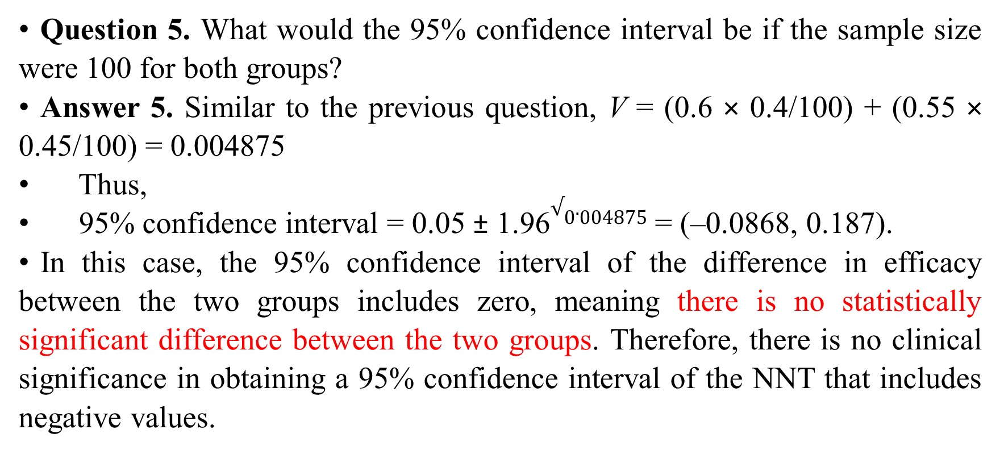 • Question 5. What would the 95% confidence interval be if the sample size
were 100 for both groups?
• Answer 5. Similar to the previous question, V = (0.6 × 0.4/100) + (0.55 ×
0.45/100) = 0.004875
• Thus,
• 95% confidence interval = 0.05 ± 1.96√0·004875 = (–0.0868, 0.187).
• In this case, the 95% confidence interval of the difference in efficacy
between the two groups includes zero, meaning there is no statistically
significant difference between the two groups. Therefore, there is no clinical
significance in obtaining a 95% confidence interval of the NNT that includes
negative values.